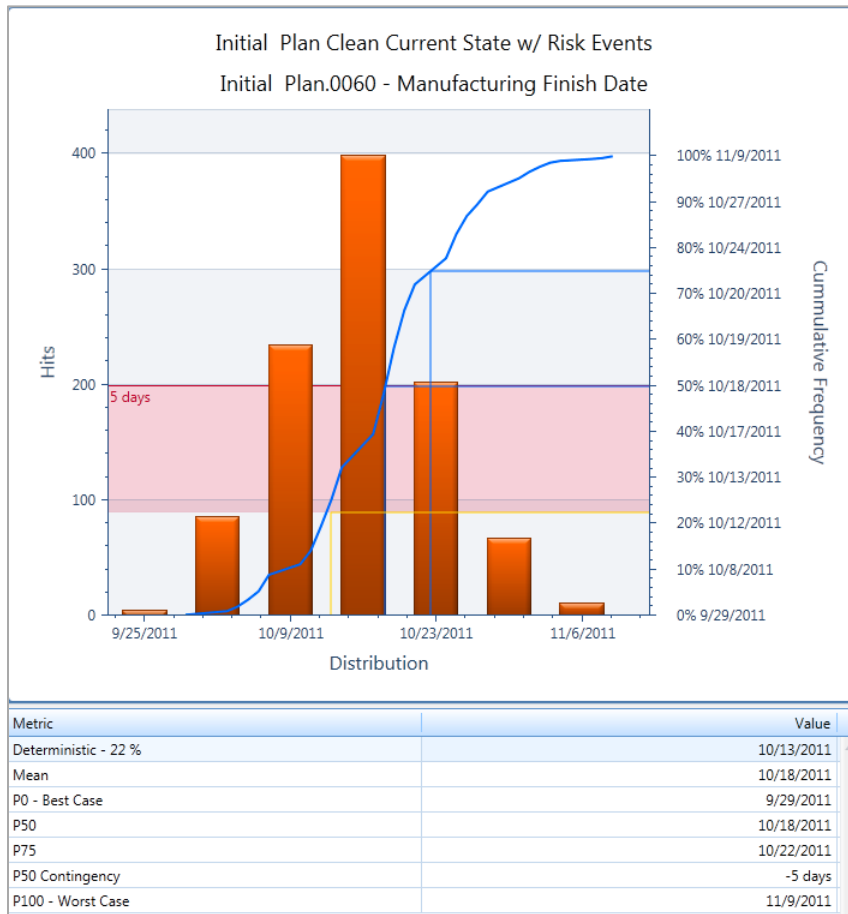 Initial Plan Clean Current State w/ Risk Events
Initial Plan.0060 - Manufacturing Finish Date
400
300
200
100
0
Hits
5 days
100% 11/9/2011
90% 10/27/2011
80% 10/24/2011
70% 10/20/2011
60% 10/19/2011
50% 10/18/2011
40% 10/17/2011
30% 10/13/2011
20% 10/12/2011
10% 10/8/2011
0% 9/29/2011
Cummulative Frequency
9/25/2011 10/9/2011 10/23/2011 11/6/2011
Distribution
Metric Value
Deterministic - 22 % 10/13/2011
Mean 10/18/2011
P0 - Best Case 9/29/2011
P50 10/18/2011
P75 10/22/2011
P50 Contingency -5 days
P100 - Worst Case 11/9/2011